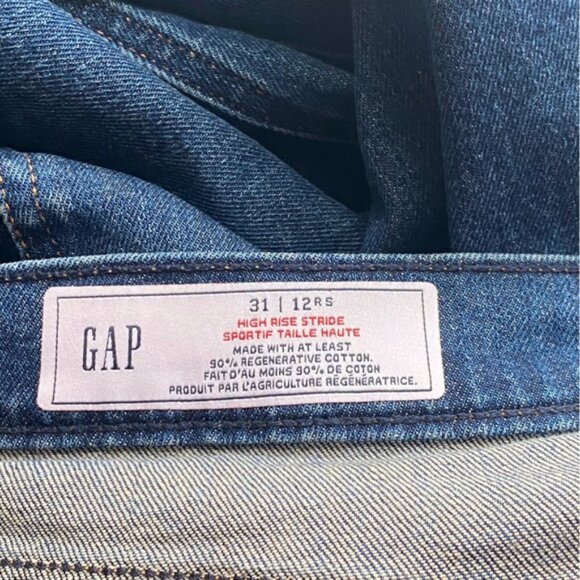 GAP
31 | 12RS
HIGH RISE STRIDE
SPORTIF TAILLE HAUTE
MADE WITH AT LEAST
90% REGENERATIVE COTTON.
FAIT D'AU MOINS 90% DE COTON
PRODUIT PAR L'AGRICULTURE RÉGÉNÉRATRICE.